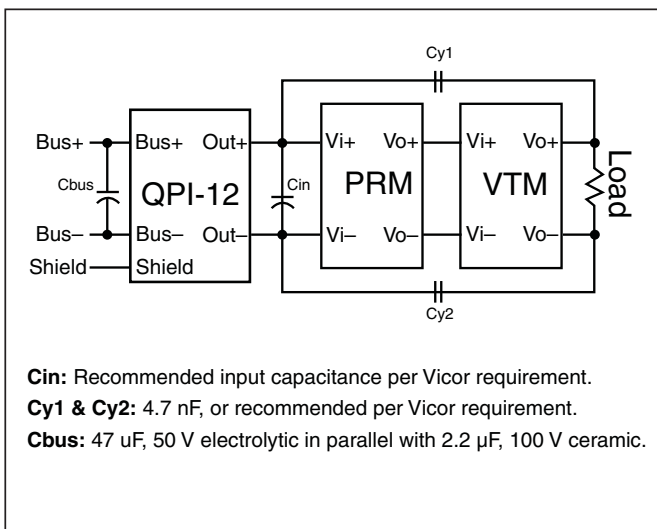 Cy1
Bus+ Bus+ Out+ Vi+ Vo+ Vi+ Vo+
Cbus QPI-12 Cin PRM VTM Load
Bus– Bus– Out– Vi– Vo– Vi– Vo–
Shield Shield
Cy2
Cin: Recommended input capacitance per Vicor requirement.
Cy1 & Cy2: 4.7 nF, or recommended per Vicor requirement.
Cbus: 47 uF, 50 V electrolytic in parallel with 2.2 µF, 100 V ceramic.